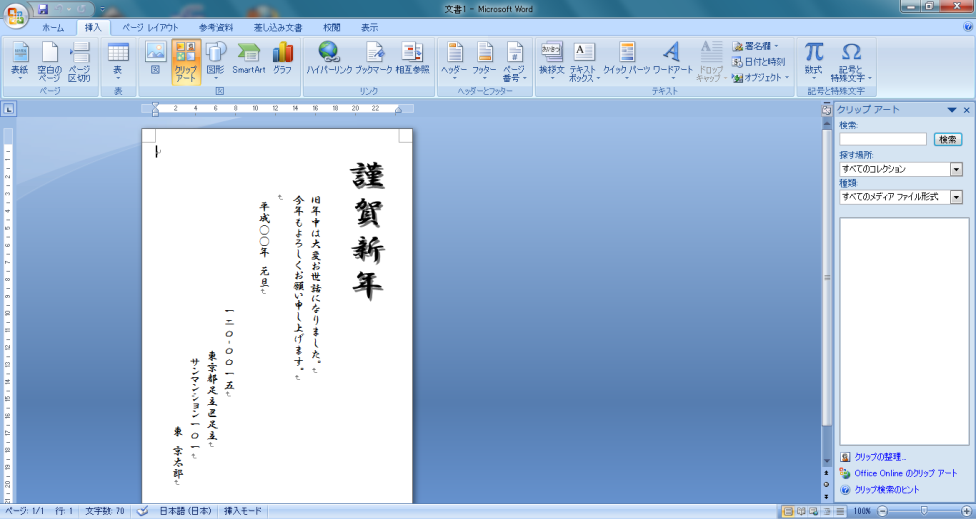 文書1 - Microsoft Word
ホーム 挿入 ページ レイアウト 参考資料 差し込み文書 校閲 表示
表紙 空白のページ ページ区切り
ページ
表
表
図 クリップアート 図形 SmartArt グラフ
図
ハイパーリンク ブックマーク 相互参照
リンク
ヘッダー フッター ページ番号
ヘッダーとフッター
挨拶文 テキストボックス クイック パーツ ワードアート ドロップキャップ
署名欄
日付と時刻
オブジェクト
テキスト
数式 記号と特殊文字
記号と特殊文字
2 4 6 8 10 12 14 16 18 20 22
謹賀新年
旧年中は大変お世話になりました。
今年もよろしくお願い申し上げます。
平成〇〇年 元旦
一二〇-〇〇一五
東京都足立区足立
サンマンション一〇一
東 京太郎
クリップ アート
検索:
検索
探す場所:
すべてのコレクション
種類:
すべてのメディア ファイル形式
クリップの整理...
Office Online のクリップ アート
クリップ検索のヒント
ページ: 1/1 行: 1 文字数: 70 日本語 (日本) 挿入モード
100%